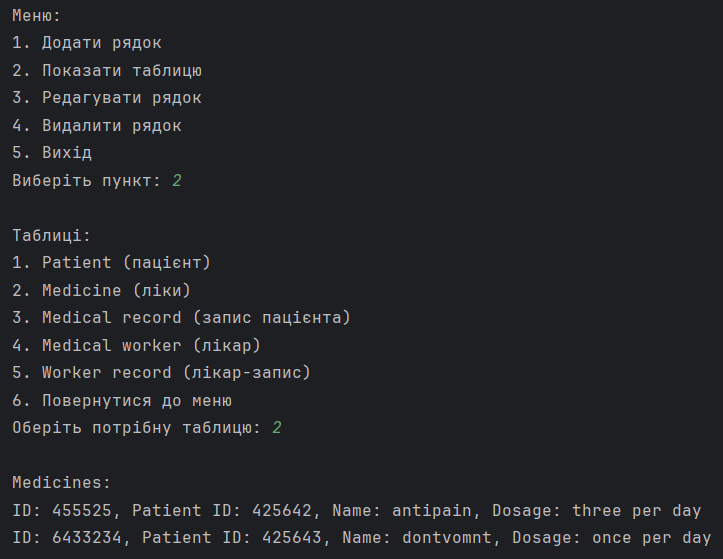 Меню:
1. Додати рядок
2. Показати таблицю
3. Редагувати рядок
4. Видалити рядок
5. Вихід
Виберіть пункт: 2
Таблиці:
1. Patient (пацієнт)
2. Medicine (ліки)
3. Medical record (запис пацієнта)
4. Medical worker (лікар)
5. Worker record (лікар-запис)
6. Повернутися до меню
Оберіть потрібну таблицю: 2
Medicines:
ID: 455525, Patient ID: 425642, Name: antipain, Dosage: three per day
ID: 6433234, Patient ID: 425643, Name: dontvomnt, Dosage: once per day